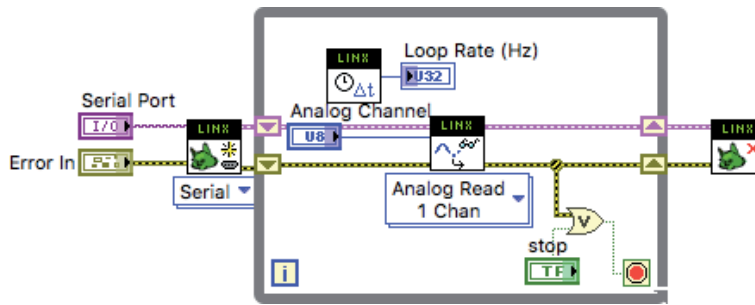 LINX
Loop Rate (Hz)
Δt
U32
Serial Port
Analog Channel
I/O
LINX
U8
LINX
LINX
Error In
Serial
Analog Read
1 Chan
V
stop
TF
i